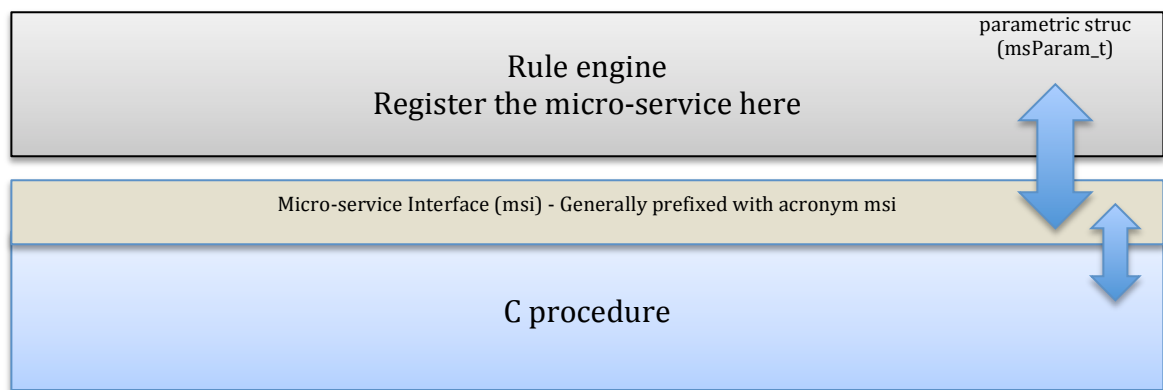 parametric struc
(msParam_t)
Rule engine
Register the micro-service here
Micro-service Interface (msi) - Generally prefixed with acronym msi
C procedure